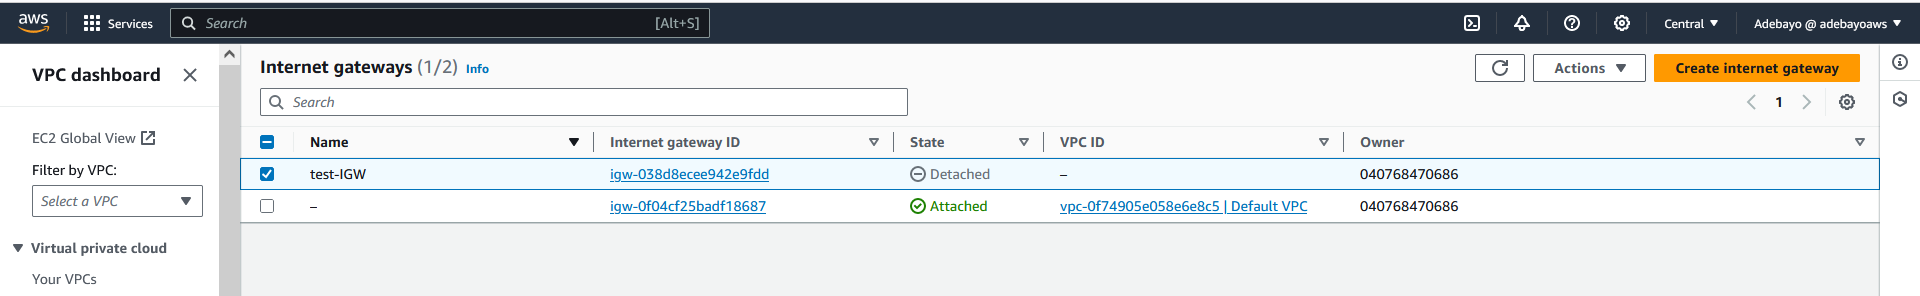 aws Services Search [Alt+S] Central Adebayo @ adebayoaws
VPC dashboard
EC2 Global View
Filter by VPC:
Select a VPC
Virtual private cloud
Your VPCs
Internet gateways (1/2) Info
Actions Create internet gateway
Search 1
Name Internet gateway ID State VPC ID Owner
test-IGW igw-038d8ecee942e9fdd Detached – 040768470686
– igw-0f04cf25badf18687 Attached vpc-0f74905e058e6e8c5 | Default VPC 040768470686